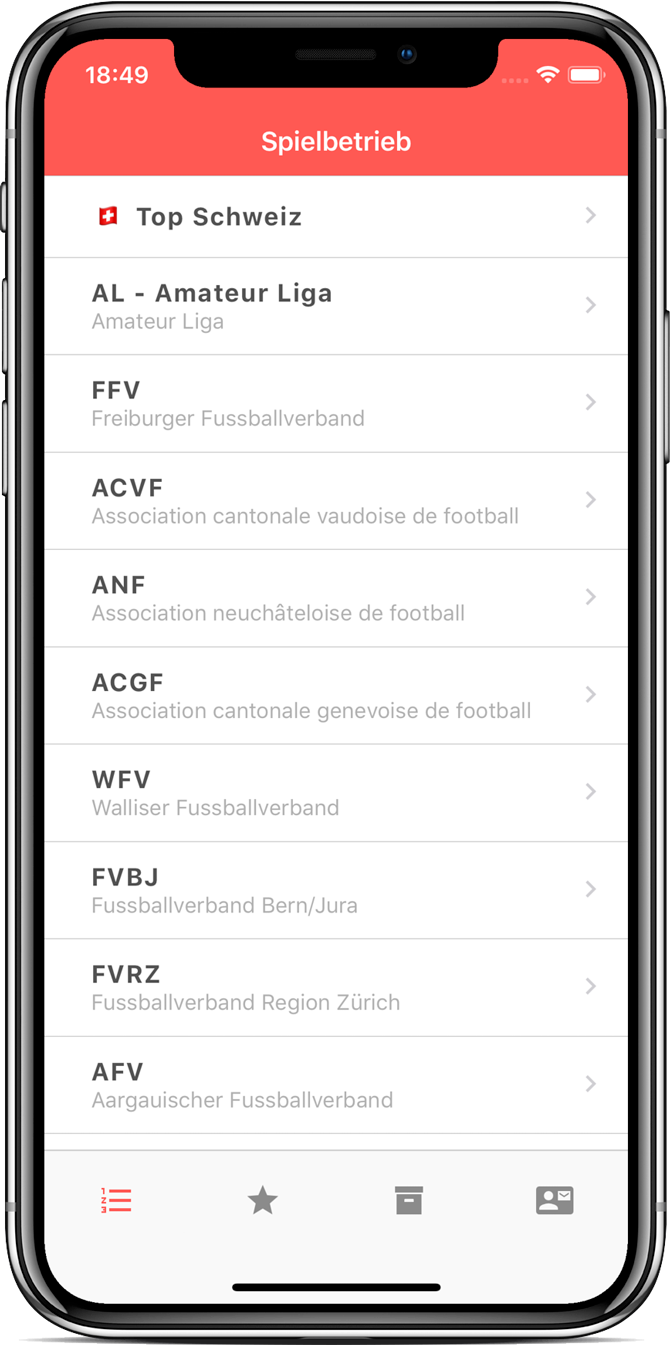 18:49
Spielbetrieb
Top Schweiz
AL - Amateur Liga
Amateur Liga
FFV
Freiburger Fussballverband
ACVF
Association cantonale vaudoise de football
ANF
Association neuchâteloise de football
ACGF
Association cantonale genevoise de football
WFV
Walliser Fussballverband
FVBJ
Fussballverband Bern/Jura
FVRZ
Fussballverband Region Zürich
AFV
Aargauischer Fussballverband